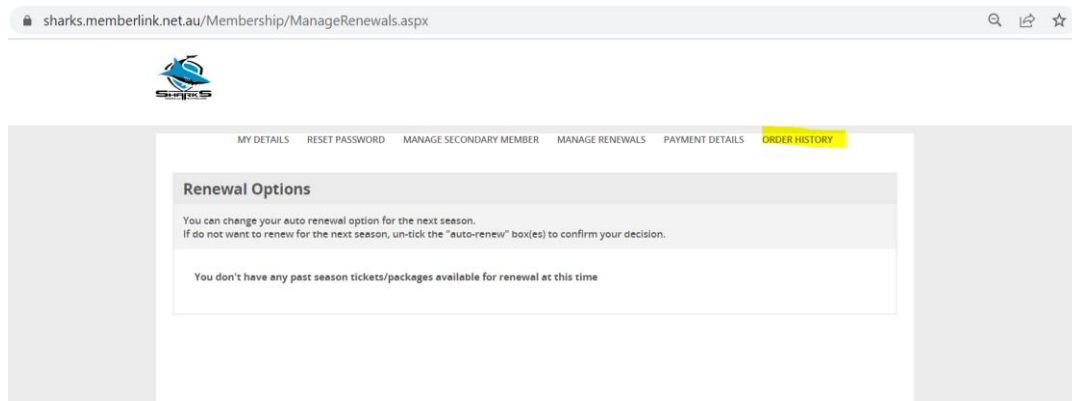 sharks.memberlink.net.au/Membership/ManageRenewals.aspx
SHARKS
MY DETAILS RESET PASSWORD MANAGE SECONDARY MEMBER MANAGE RENEWALS PAYMENT DETAILS ORDER HISTORY
Renewal Options
You can change your auto renewal option for the next season.
If do not want to renew for the next season, un-tick the "auto-renew" box(es) to confirm your decision.
You don't have any past season tickets/packages available for renewal at this time